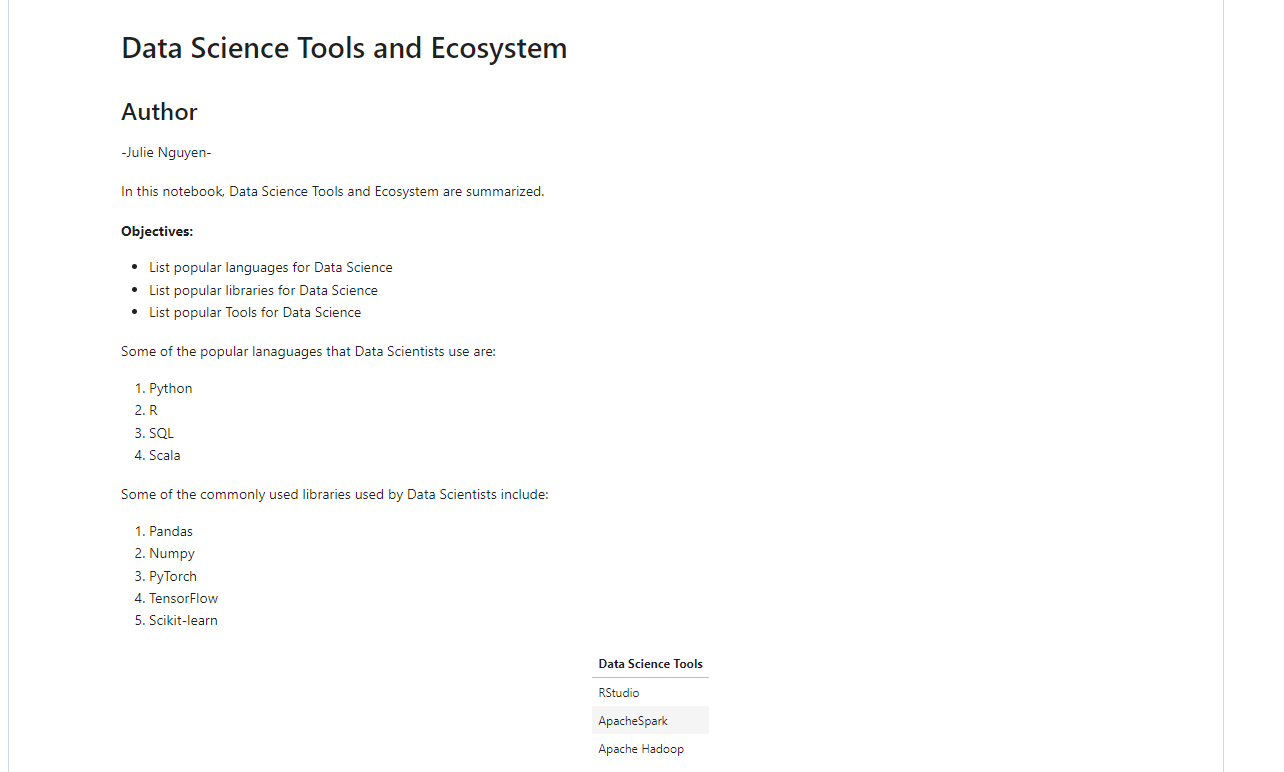 Data Science Tools and Ecosystem
Author
-Julie Nguyen-
In this notebook, Data Science Tools and Ecosystem are summarized.
Objectives:
• List popular languages for Data Science
• List popular libraries for Data Science
• List popular Tools for Data Science
Some of the popular lanaguages that Data Scientists use are:
1. Python
2. R
3. SQL
4. Scala
Some of the commonly used libraries used by Data Scientists include:
1. Pandas
2. Numpy
3. PyTorch
4. TensorFlow
5. Scikit-learn
Data Science Tools
RStudio
ApacheSpark
Apache Hadoop